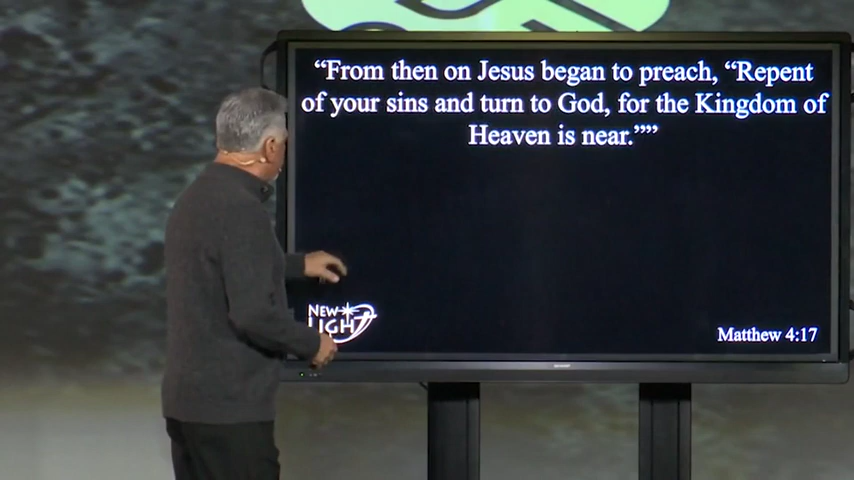 “From then on Jesus began to preach, “Repent
of your sins and turn to God, for the Kingdom of
Heaven is near.””
NEW
LIGHT
Matthew 4:17
SHARP